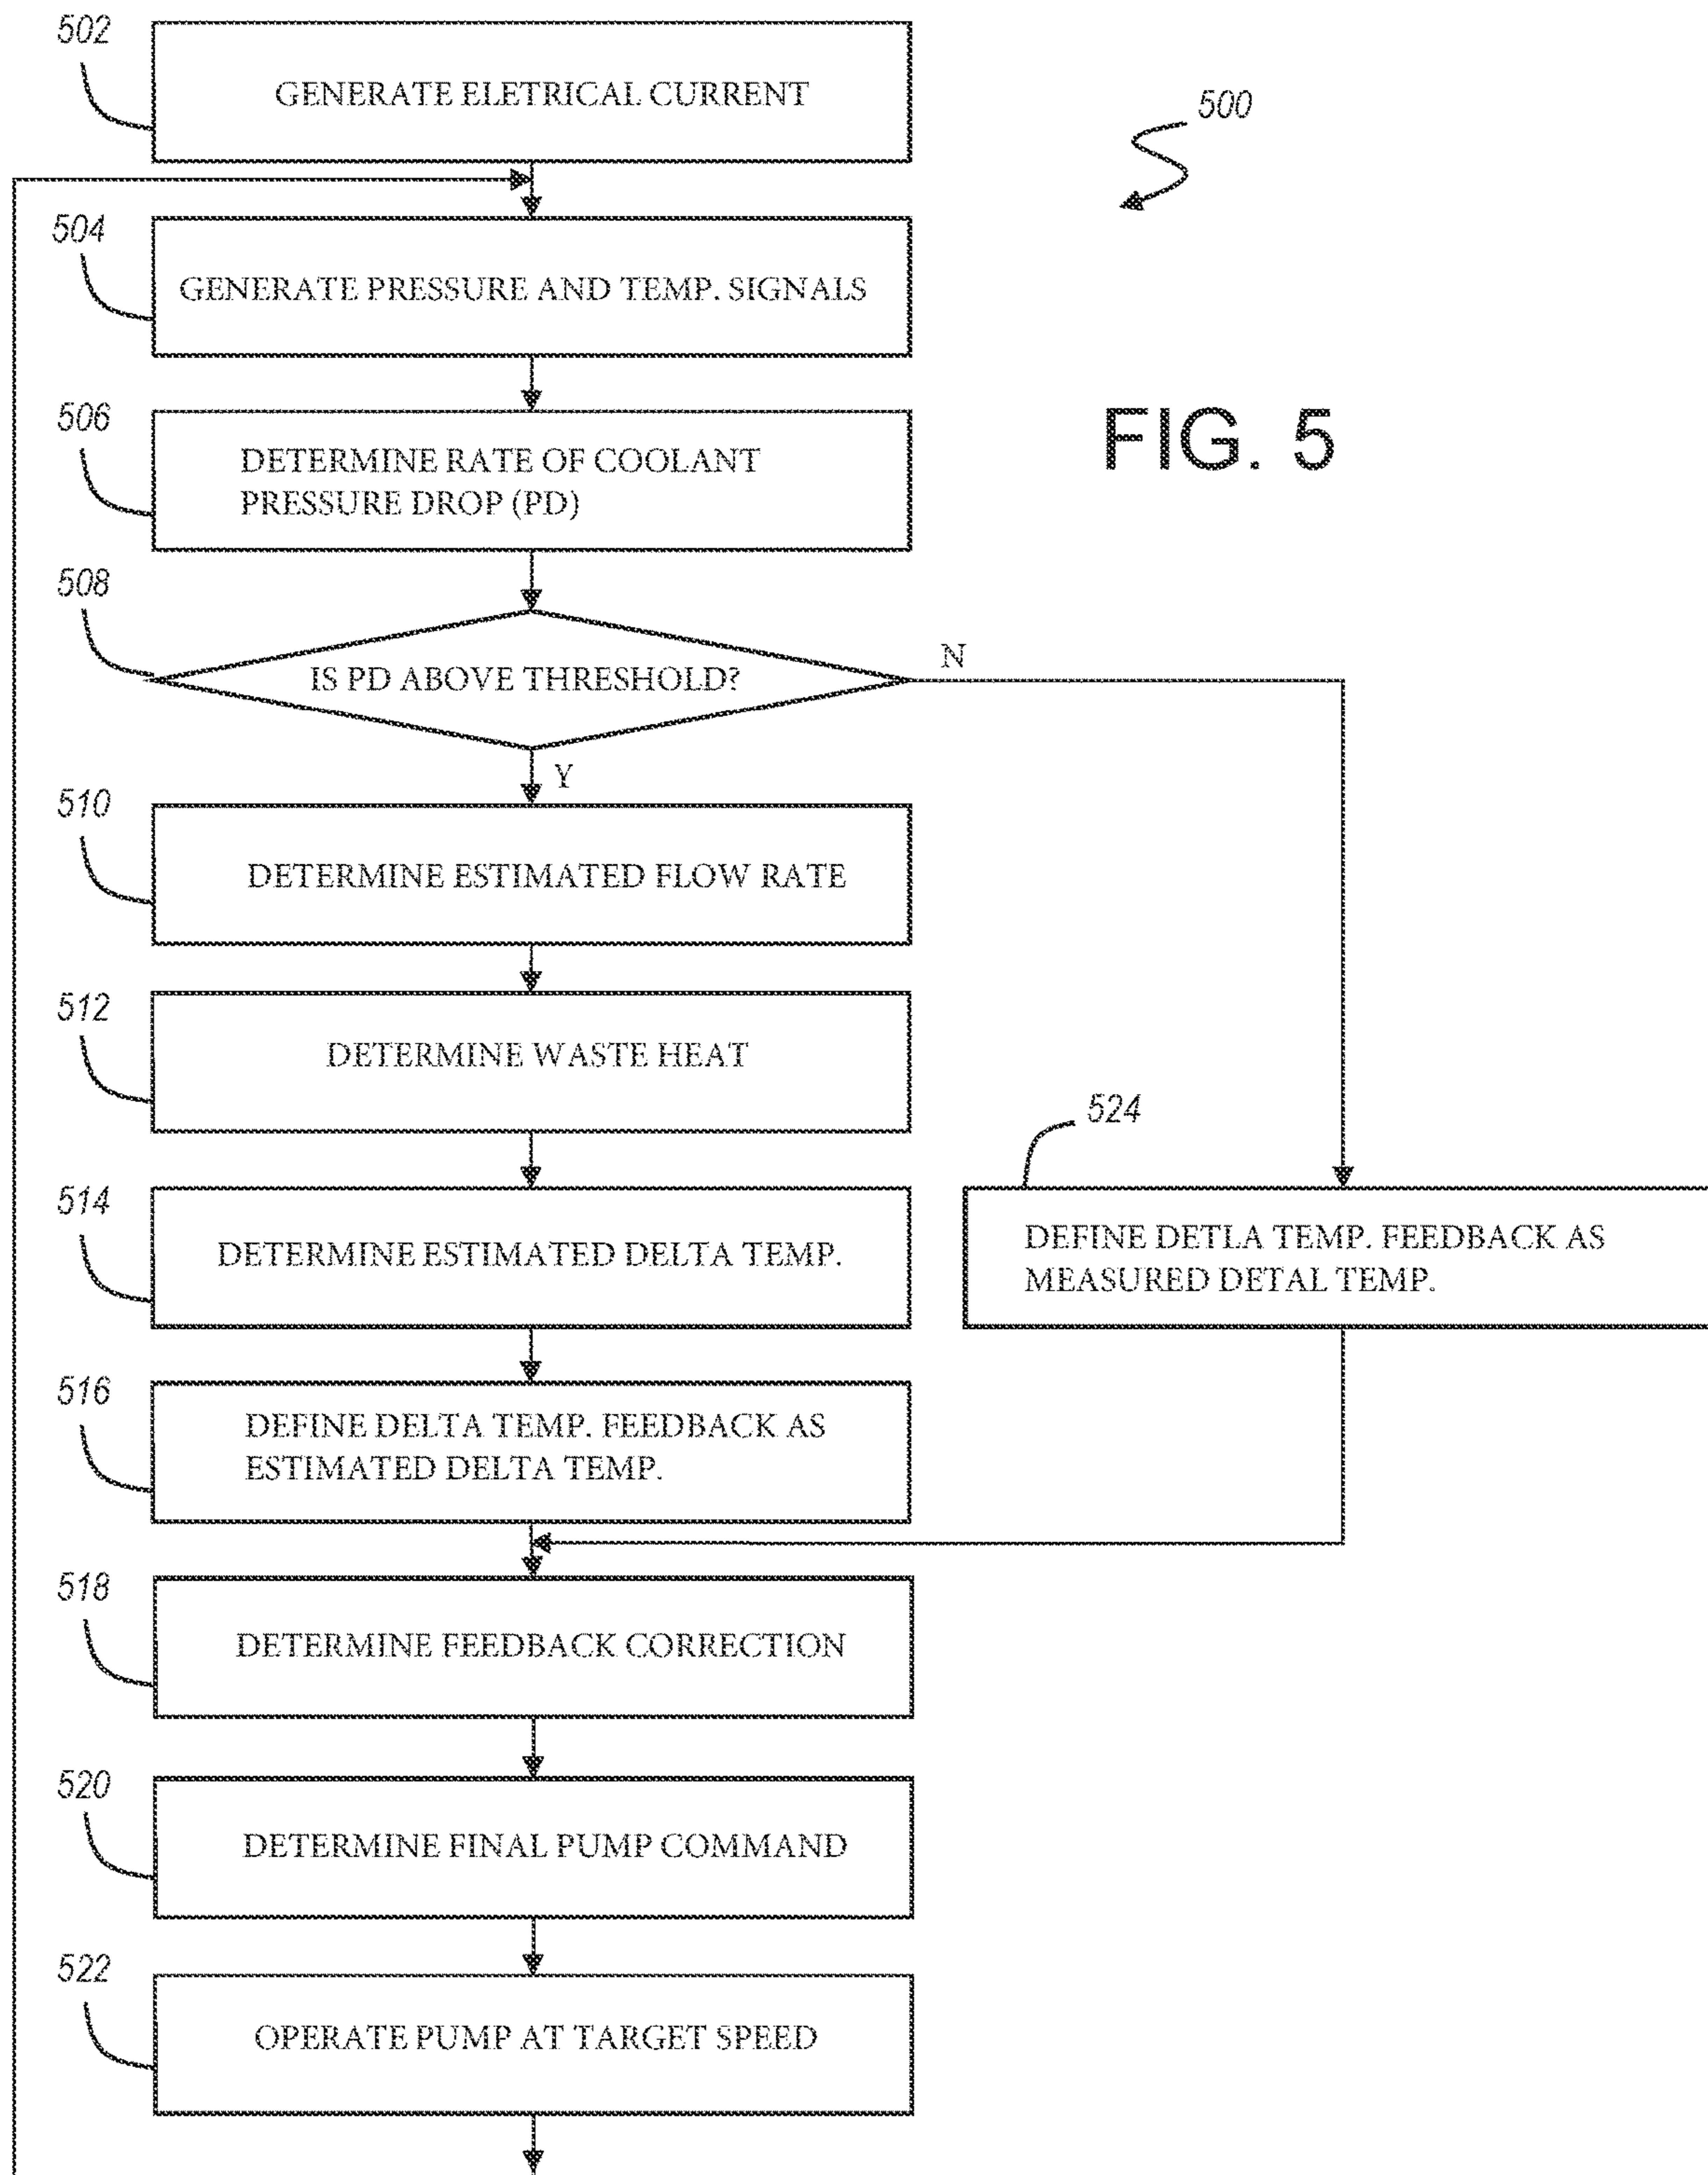 502
GENERATE ELETRICAL CURRENT
500
504
GENERATE PRESSURE AND TEMP. SIGNALS
506
DETERMINE RATE OF COOLANT
PRESSURE DROP (PD)
FIG. 5
508
IS PD ABOVE THRESHOLD?
N
Y
510
DETERMINE ESTIMATED FLOW RATE
512
DETERMINE WASTE HEAT
514
DETERMINE ESTIMATED DELTA TEMP.
524
DEFINE DETLA TEMP. FEEDBACK AS
MEASURED DETAL TEMP.
516
DEFINE DELTA TEMP. FEEDBACK AS
ESTIMATED DELTA TEMP.
518
DETERMINE FEEDBACK CORRECTION
520
DETERMINE FINAL PUMP COMMAND
522
OPERATE PUMP AT TARGET SPEED